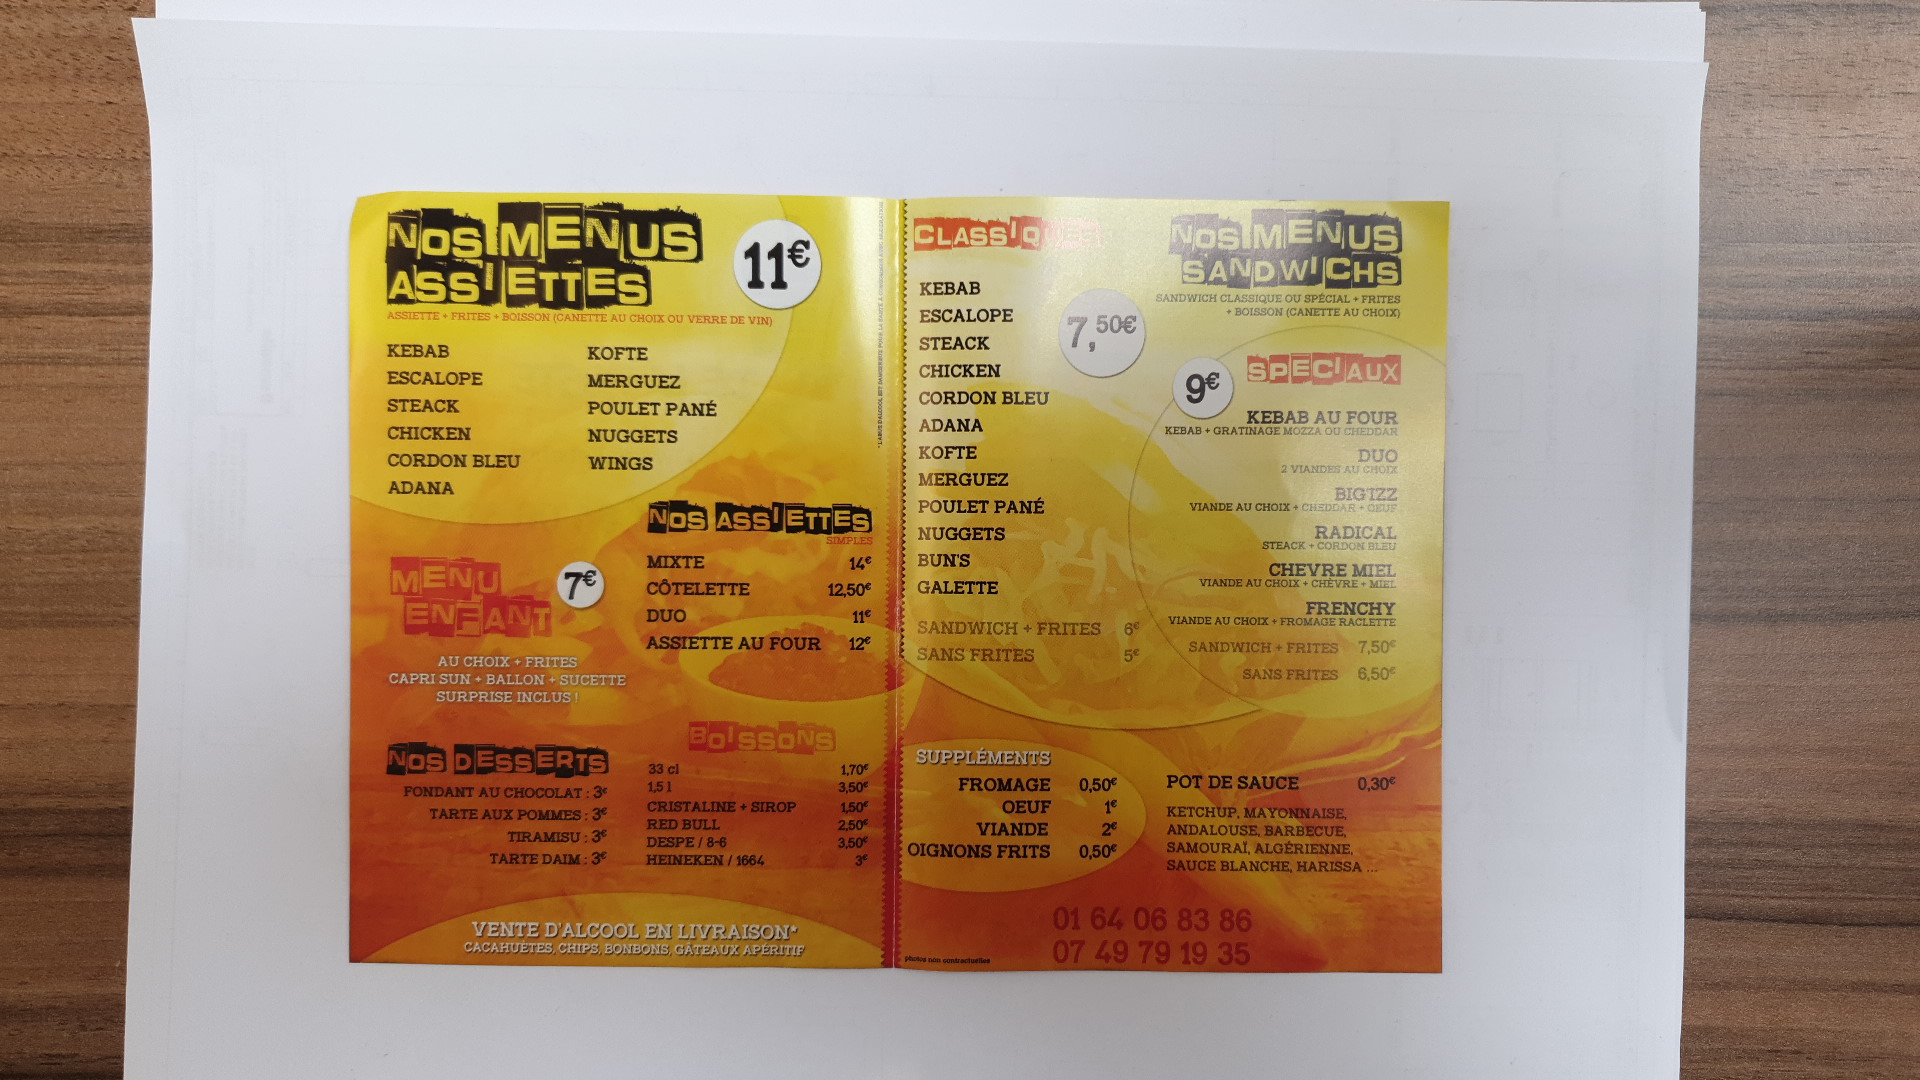 NOS MENUS
ASSIETTES
11€
ASSIETTE + FRITES + BOISSON (CANETTE AU CHOIX OU VERRE DE VIN)
KEBAB
ESCALOPE
STEACK
CHICKEN
CORDON BLEU
ADANA
KOFTE
MERGUEZ
POULET PANÉ
NUGGETS
WINGS
NOS ASSIETTES
SIMPLES
MIXTE 14€
CÔTELETTE 12,50€
DUO 11€
ASSIETTE AU FOUR 12€
MENU
ENFANT
7€
AU CHOIX + FRITES
CAPRI SUN + BALLON + SUCETTE
SURPRISE INCLUS !
NOS DESSERTS
FONDANT AU CHOCOLAT : 3€
TARTE AUX POMMES : 3€
TIRAMISU : 3€
TARTE DAIM : 3€
BOISSONS
33 cl 1,70€
1,5 l 3,50€
CRISTALINE + SIROP 1,50€
RED BULL 2,50€
DESPE / 8-6 3,50€
HEINEKEN / 1664 3€
VENTE D'ALCOOL EN LIVRAISON*
CACAHUÈTES, CHIPS, BONBONS, GÂTEAUX APÉRITIF
CLASSIQUES
KEBAB
ESCALOPE
STEACK
CHICKEN
CORDON BLEU
ADANA
KOFTE
MERGUEZ
POULET PANÉ
NUGGETS
BUN'S
GALETTE
7,50€
SANDWICH + FRITES 6€
SANS FRITES 5€
NOS MENUS
SANDWICHS
SANDWICH CLASSIQUE OU SPÉCIAL + FRITES
+ BOISSON (CANETTE AU CHOIX)
9€
SPÉCIAUX
KEBAB AU FOUR
KEBAB + GRATINAGE MOZZA OU CHEDDAR
DUO
2 VIANDES AU CHOIX
BIG'IZZ
VIANDE AU CHOIX + CHEDDAR + OEUF
RADICAL
STEACK + CORDON BLEU
CHEVRE MIEL
VIANDE AU CHOIX + CHÈVRE + MIEL
FRENCHY
VIANDE AU CHOIX + FROMAGE RACLETTE
SANDWICH + FRITES 7,50€
SANS FRITES 6,50€
SUPPLÉMENTS
FROMAGE 0,50€
OEUF 1€
VIANDE 2€
OIGNONS FRITS 0,50€
POT DE SAUCE 0,30€
KETCHUP, MAYONNAISE,
ANDALOUSE, BARBECUE,
SAMOURAÏ, ALGÉRIENNE,
SAUCE BLANCHE, HARISSA ...
01 64 06 83 86
07 49 79 19 35
photos non contractuelles